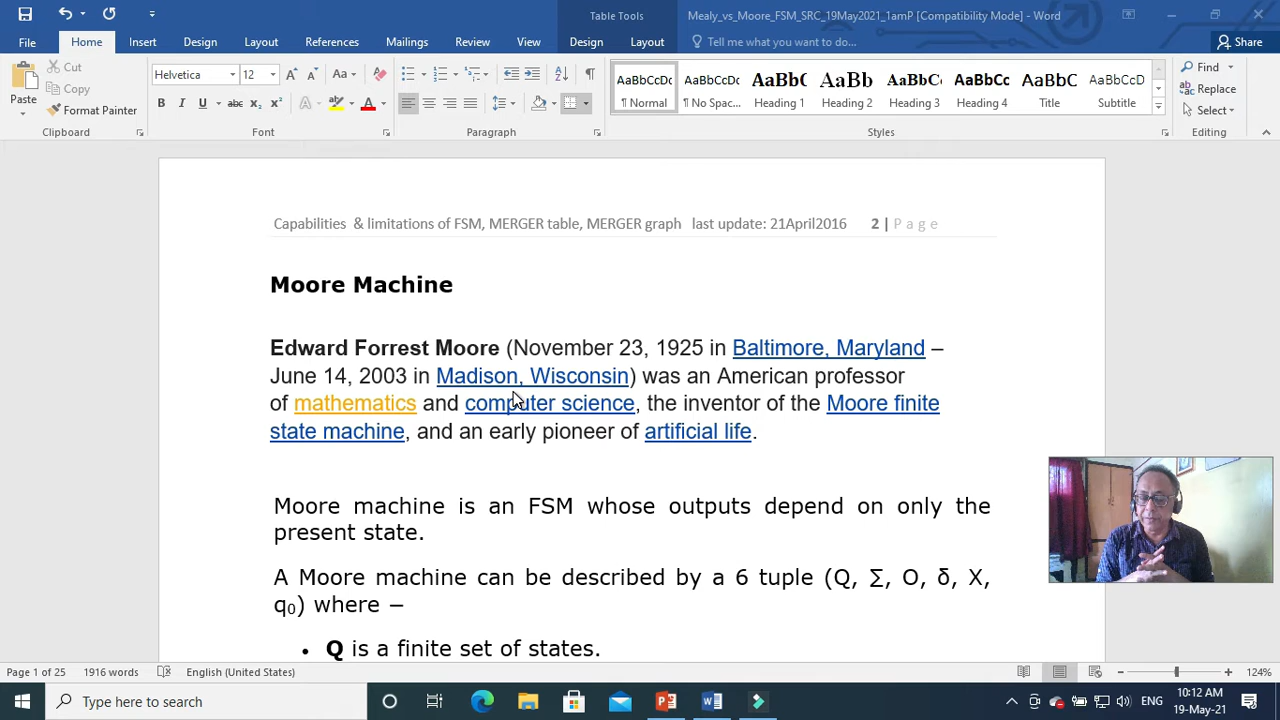 Table Tools
Mealy_vs_Moore_FSM_SRC_19May2021_1amP [Compatibility Mode] - Word
File Home Insert Design Layout References Mailings Review View Design Layout Tell me what you want to do... Share
Paste
Cut
Copy
Format Painter
Clipboard
Helvetica 12
Font
Paragraph
AaBbCcDc AaBbCcDc AaBbC AaBb AaBbCc AaBbCc AaBbC AaBbCcDc
¶ Normal ¶ No Spac... Heading 1 Heading 2 Heading 3 Heading 4 Title Subtitle
Styles
Find
Replace
Select
Editing
Capabilities & limitations of FSM, MERGER table, MERGER graph last update: 21April2016 2 | Page
Moore Machine
Edward Forrest Moore (November 23, 1925 in Baltimore, Maryland –
June 14, 2003 in Madison, Wisconsin) was an American professor
of mathematics and computer science, the inventor of the Moore finite
state machine, and an early pioneer of artificial life.
Moore machine is an FSM whose outputs depend on only the
present state.
A Moore machine can be described by a 6 tuple (Q, ∑, O, δ, X,
q₀) where −
• Q is a finite set of states.
Page 1 of 25 1916 words English (United States) 124%
Type here to search
ENG
10:12 AM
19-May-21